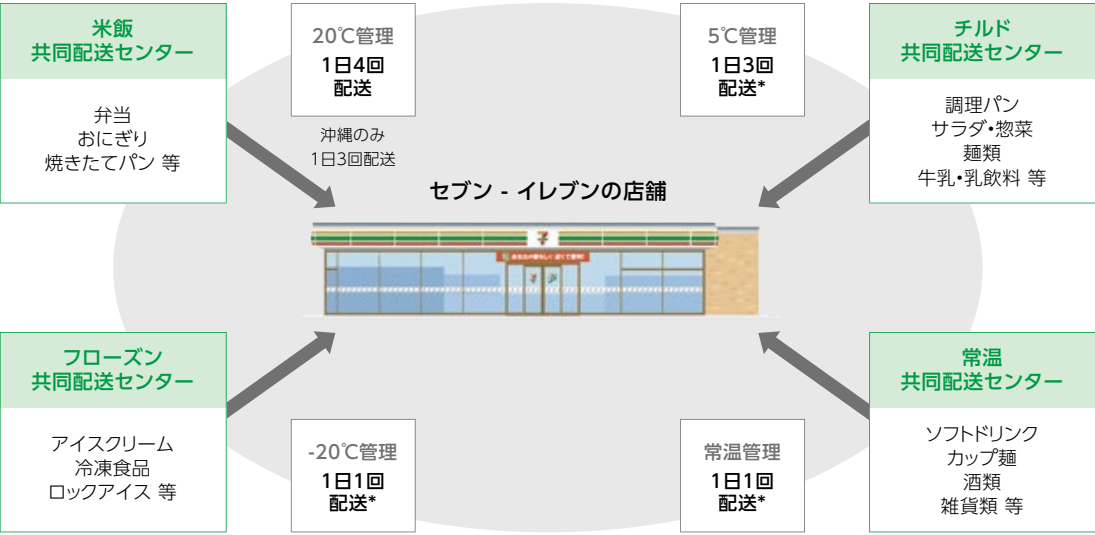 米飯
共同配送センター
弁当
おにぎり
焼きたてパン 等
20℃管理
1日4回
配送
沖縄のみ
1日3回配送
5℃管理
1日3回
配送*
チルド
共同配送センター
調理パン
サラダ・惣菜
麺類
牛乳・乳飲料 等
セブン - イレブンの店舗
フローズン
共同配送センター
アイスクリーム
冷凍食品
ロックアイス 等
-20℃管理
1日1回
配送*
常温管理
1日1回
配送*
常温
共同配送センター
ソフトドリンク
カップ麺
酒類
雑貨類 等